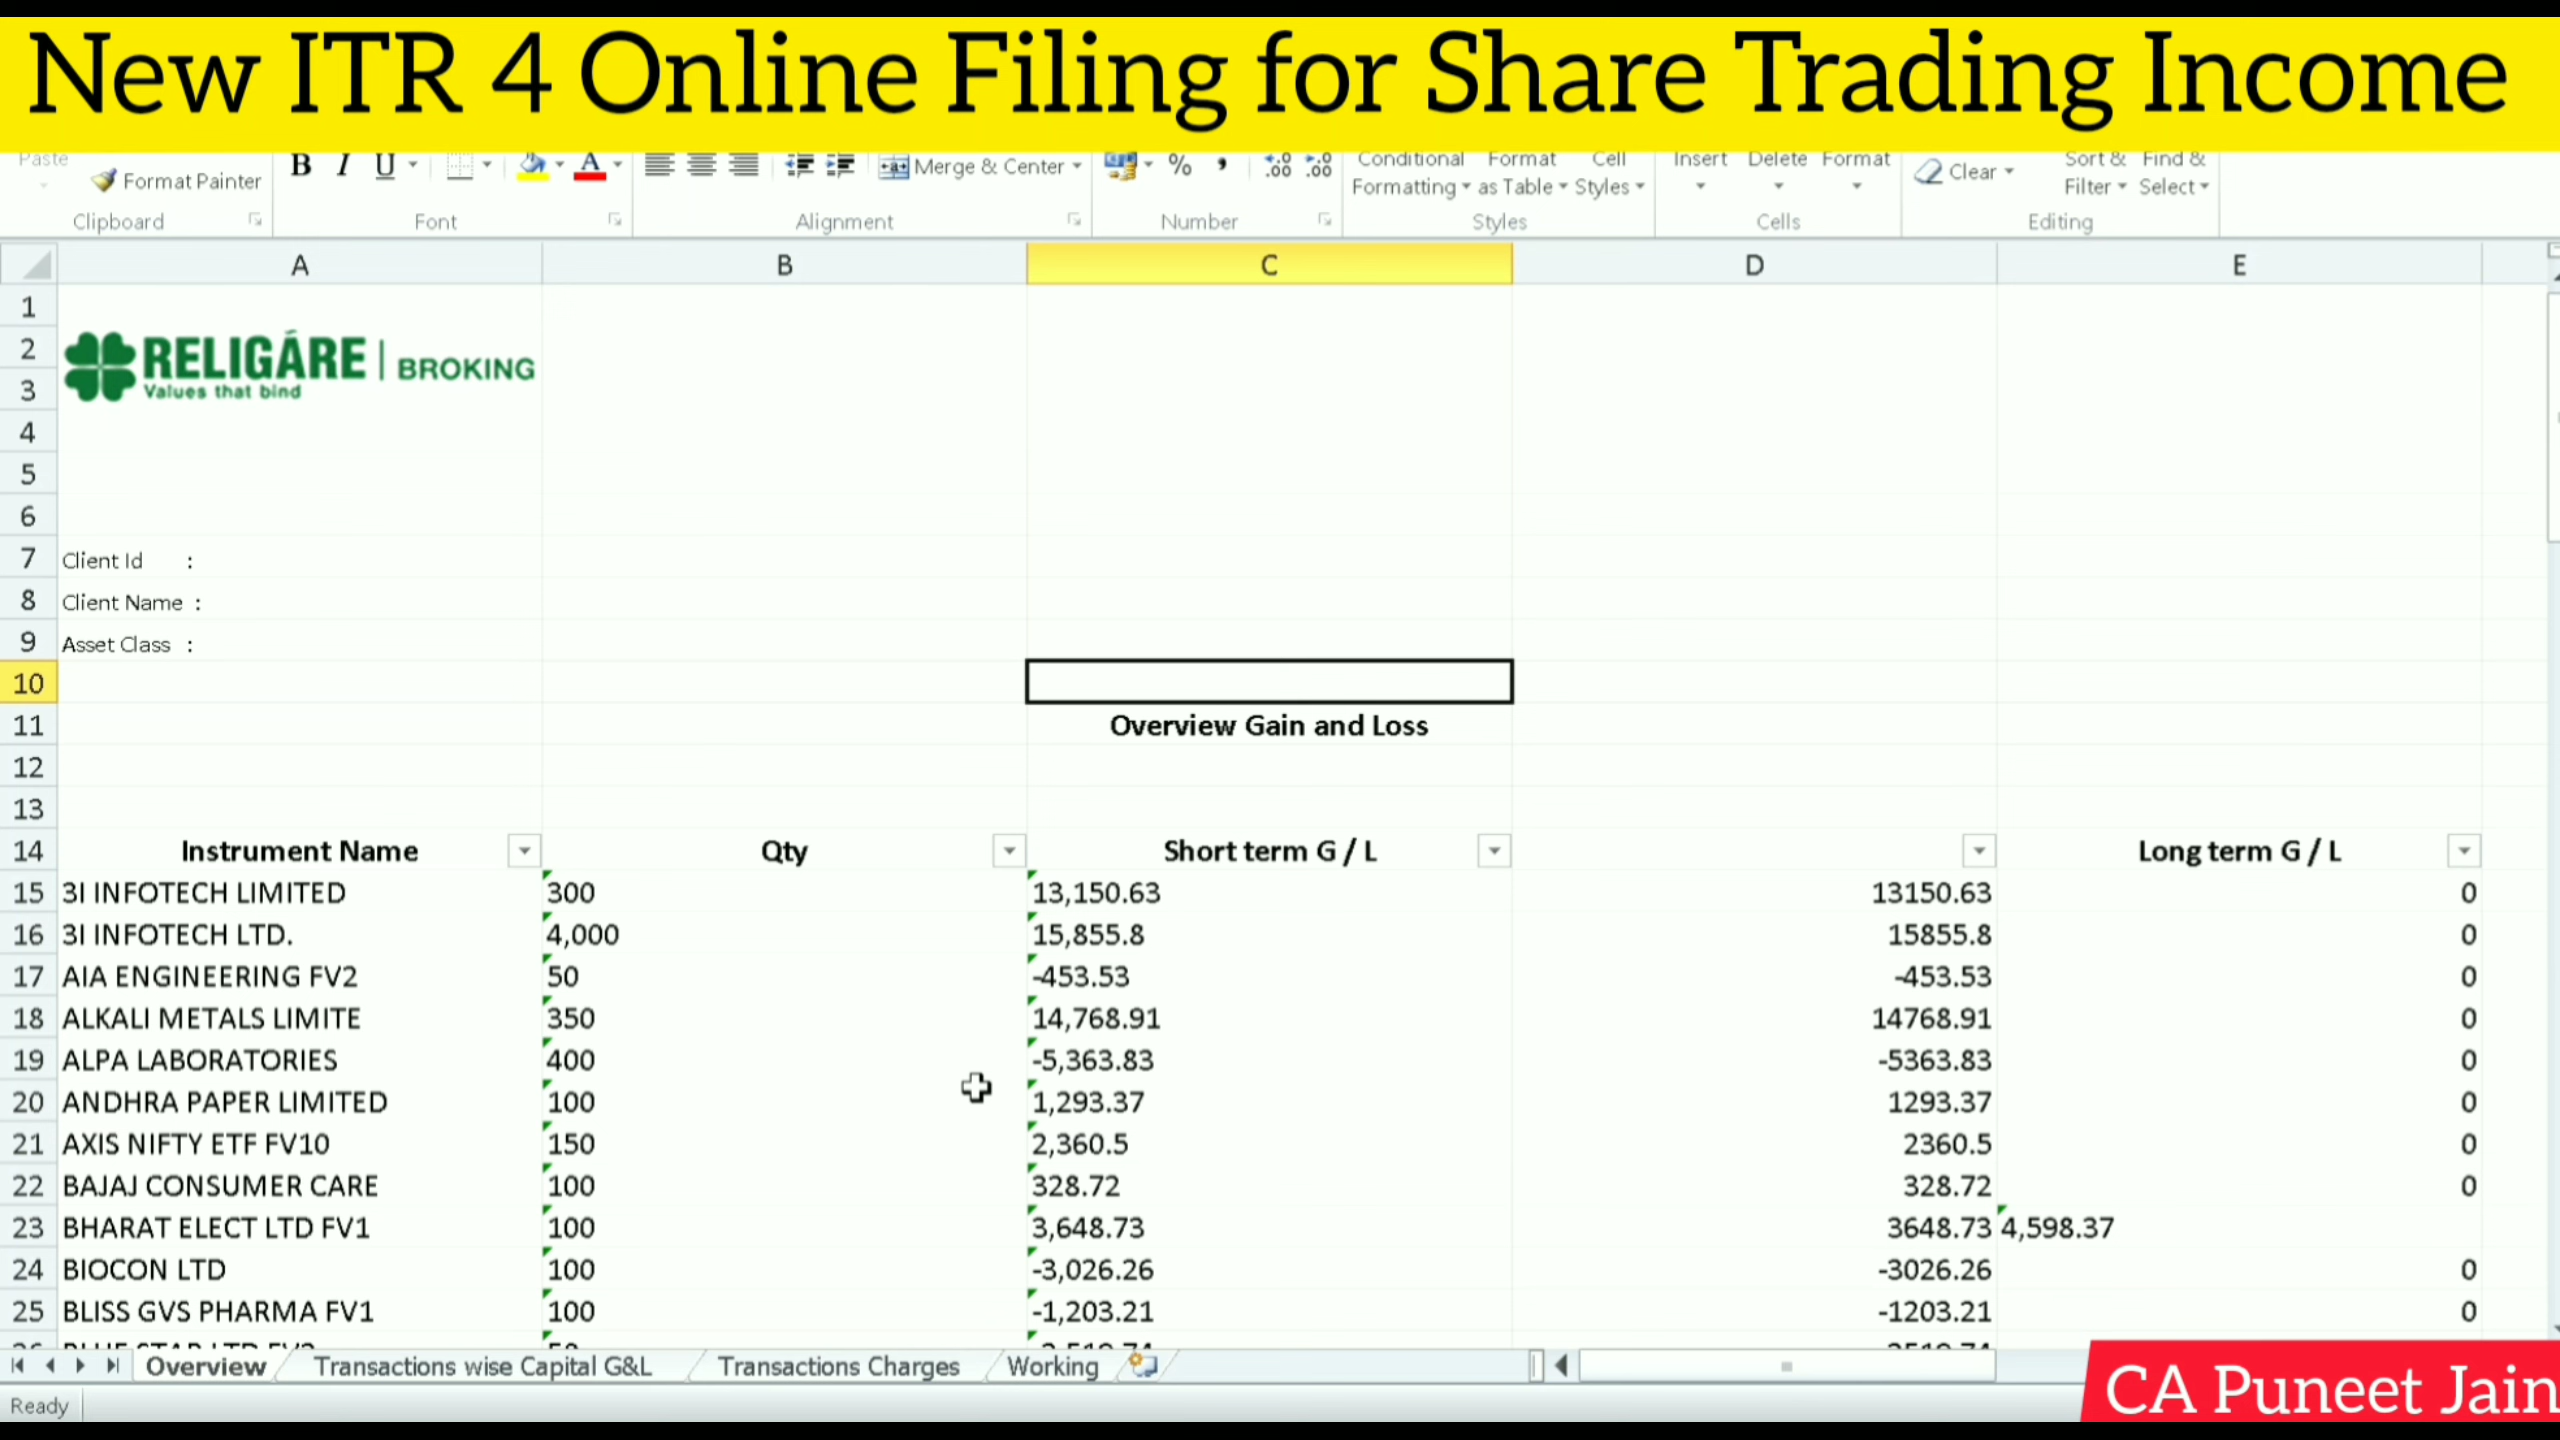 New ITR 4 Online Filing for Share Trading Income
Paste
Format Painter
B I U A Merge & Center % , .0 .00 .00 .0 Conditional Formatting Format as Table Cell Styles Insert Delete Format Clear Sort & Filter Find & Select
Clipboard Font Alignment Number Styles Cells Editing
A B C D E
1
2
3
RELIGÁRE | BROKING
Values that bind
4
5
6
7 Client Id :
8 Client Name :
9 Asset Class :
10
11 Overview Gain and Loss
12
13
14 Instrument Name Qty Short term G / L Long term G / L
15 3I INFOTECH LIMITED 300 13,150.63 13150.63 0
16 3I INFOTECH LTD. 4,000 15,855.8 15855.8 0
17 AIA ENGINEERING FV2 50 -453.53 -453.53 0
18 ALKALI METALS LIMITE 350 14,768.91 14768.91 0
19 ALPA LABORATORIES 400 -5,363.83 -5363.83 0
20 ANDHRA PAPER LIMITED 100 1,293.37 1293.37 0
21 AXIS NIFTY ETF FV10 150 2,360.5 2360.5 0
22 BAJAJ CONSUMER CARE 100 328.72 328.72 0
23 BHARAT ELECT LTD FV1 100 3,648.73 3648.73 4,598.37
24 BIOCON LTD 100 -3,026.26 -3026.26 0
25 BLISS GVS PHARMA FV1 100 -1,203.21 -1203.21 0
Overview Transactions wise Capital G&L Transactions Charges Working
Ready
CA Puneet Jain